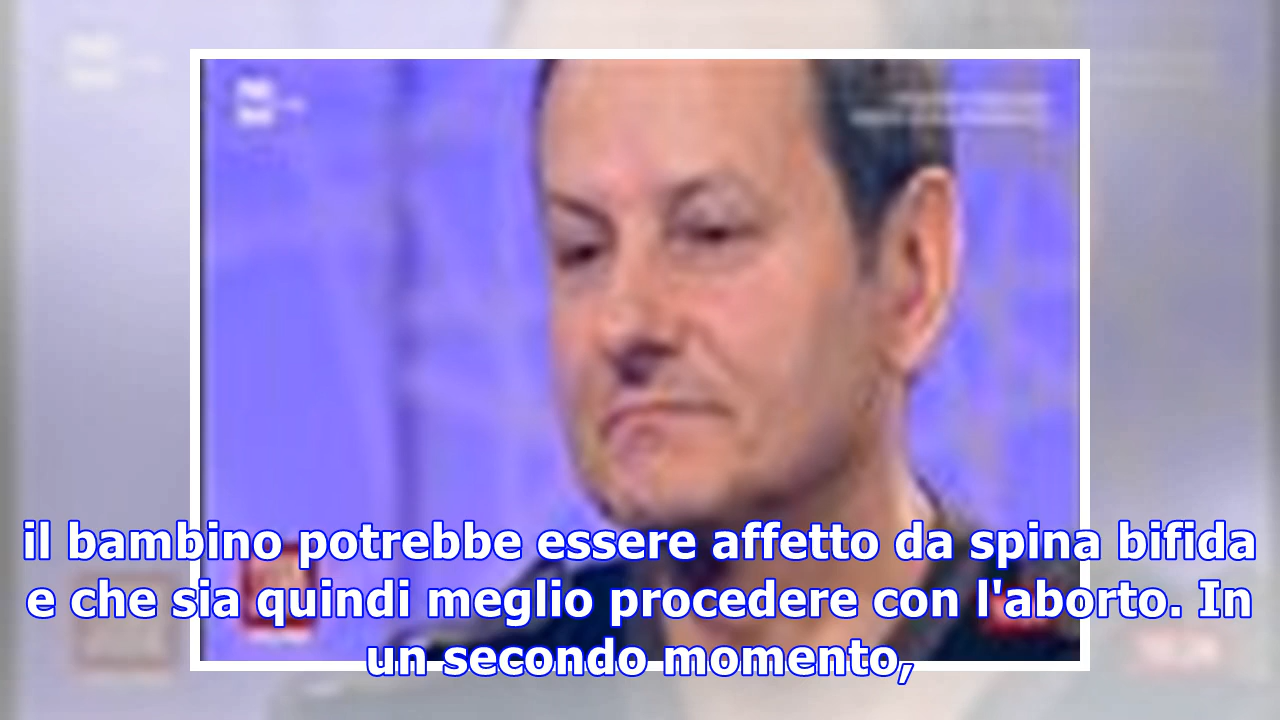 il bambino potrebbe essere affetto da spina bifida
e che sia quindi meglio procedere con l'aborto. In
un secondo momento,